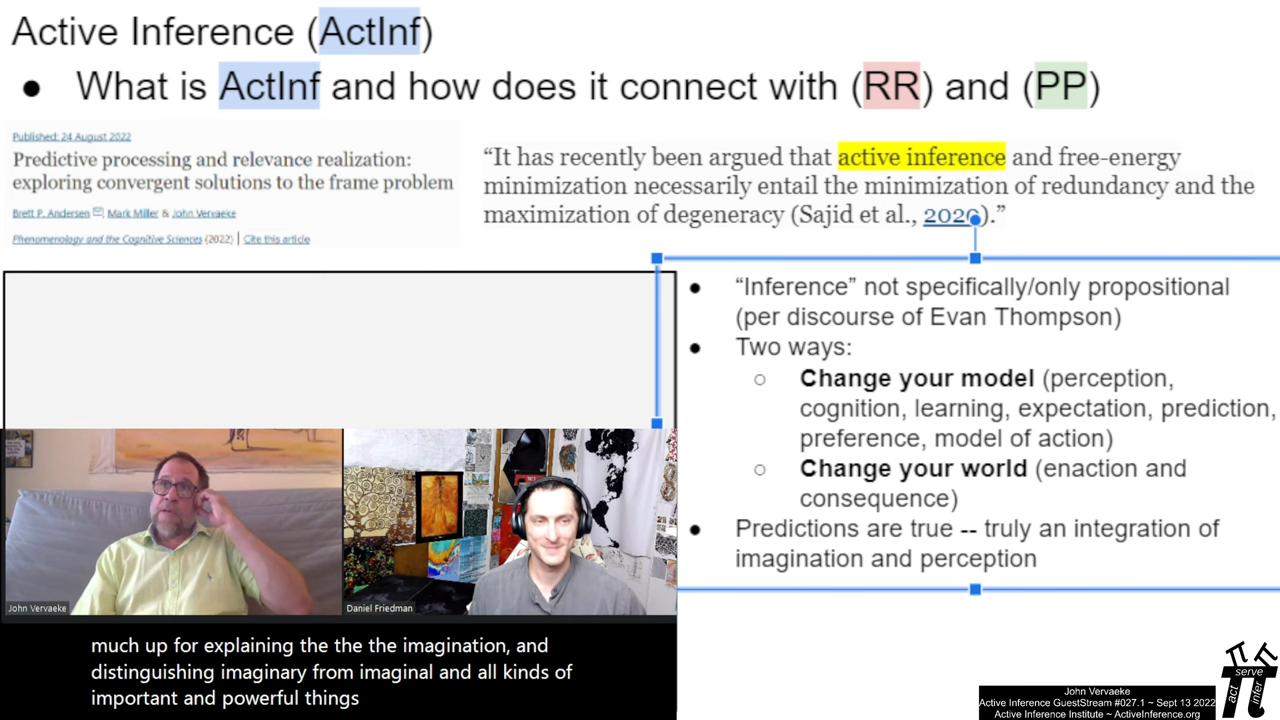 Active Inference (ActInf)
● What is ActInf and how does it connect with (RR) and (PP)
Published: 24 August 2022
Predictive processing and relevance realization:
exploring convergent solutions to the frame problem
Brett P. Andersen, Mark Miller & John Vervaeke
Phenomenology and the Cognitive Sciences (2022) | Cite this article
“It has recently been argued that active inference and free-energy
minimization necessarily entail the minimization of redundancy and the
maximization of degeneracy (Sajid et al., 2020).”
● “Inference” not specifically/only propositional
(per discourse of Evan Thompson)
● Two ways:
○ Change your model (perception,
cognition, learning, expectation, prediction,
preference, model of action)
○ Change your world (enaction and
consequence)
● Predictions are true -- truly an integration of
imagination and perception
John Vervaeke
Daniel Friedman
much up for explaining the the the imagination, and
distinguishing imaginary from imaginal and all kinds of
important and powerful things
John Vervaeke
Active Inference GuestStream #027.1 ~ Sept 13 2022
Active Inference Institute ~ ActiveInference.org
serve
act
infer